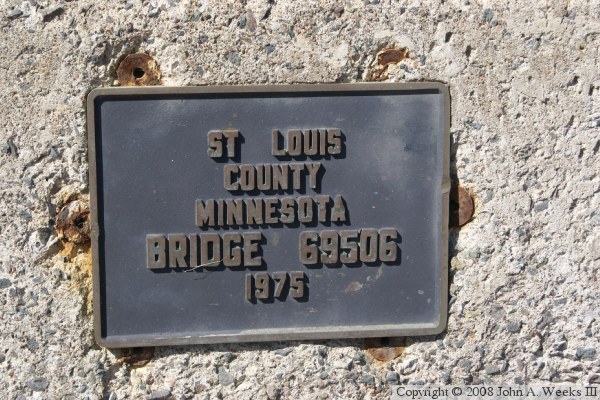 ST LOUIS
COUNTY
MINNESOTA
BRIDGE 69506
1975
Copyright © 2008 John A. Weeks III